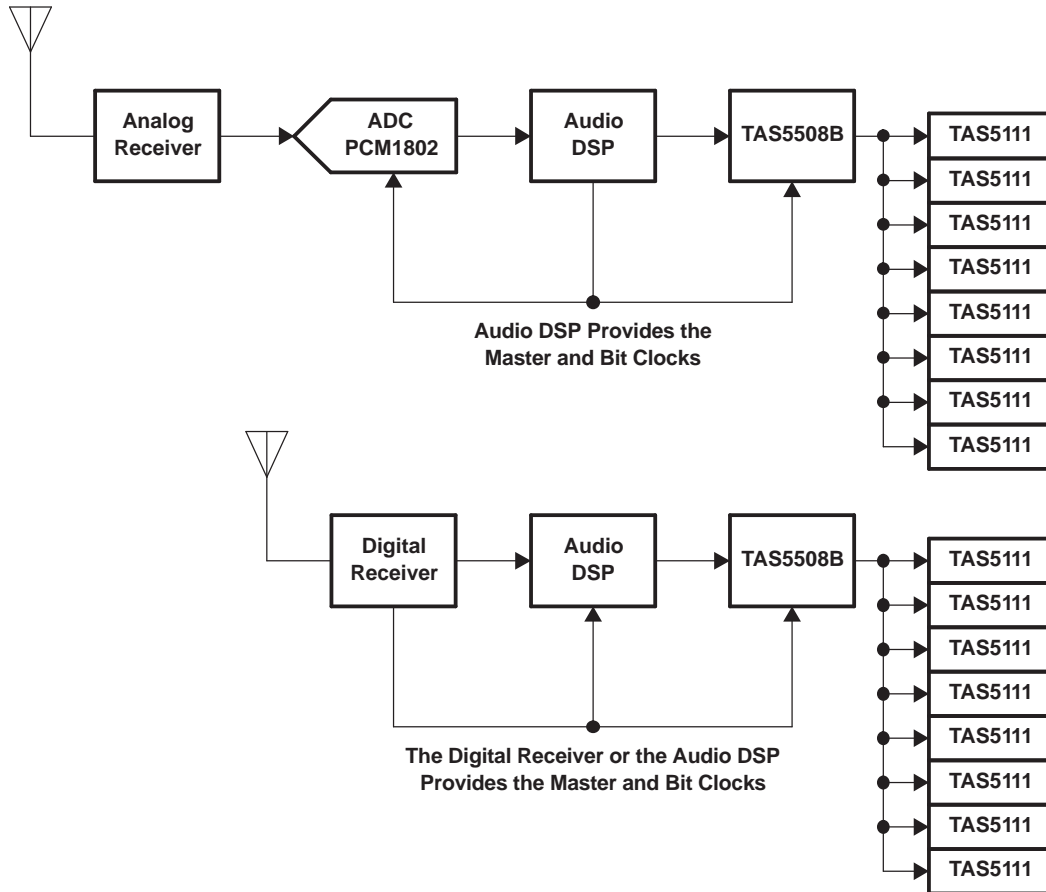 Analog
Receiver
ADC
PCM1802
Audio
DSP
TAS5508B
TAS5111
TAS5111
TAS5111
TAS5111
TAS5111
TAS5111
TAS5111
TAS5111
Audio DSP Provides the
Master and Bit Clocks
Digital
Receiver
Audio
DSP
TAS5508B
TAS5111
TAS5111
TAS5111
TAS5111
TAS5111
TAS5111
TAS5111
TAS5111
The Digital Receiver or the Audio DSP
Provides the Master and Bit Clocks